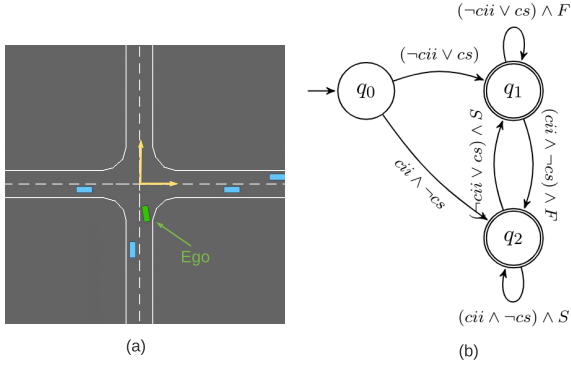 Ego
(a)
(¬cii ∨ cs) ∧ F
(¬cii ∨ cs)
q0
q1
cii ∧ ¬cs
(¬cii ∨ cs) ∧ S
(cii ∧ ¬cs) ∧ F
q2
(cii ∧ ¬cs) ∧ S
(b)